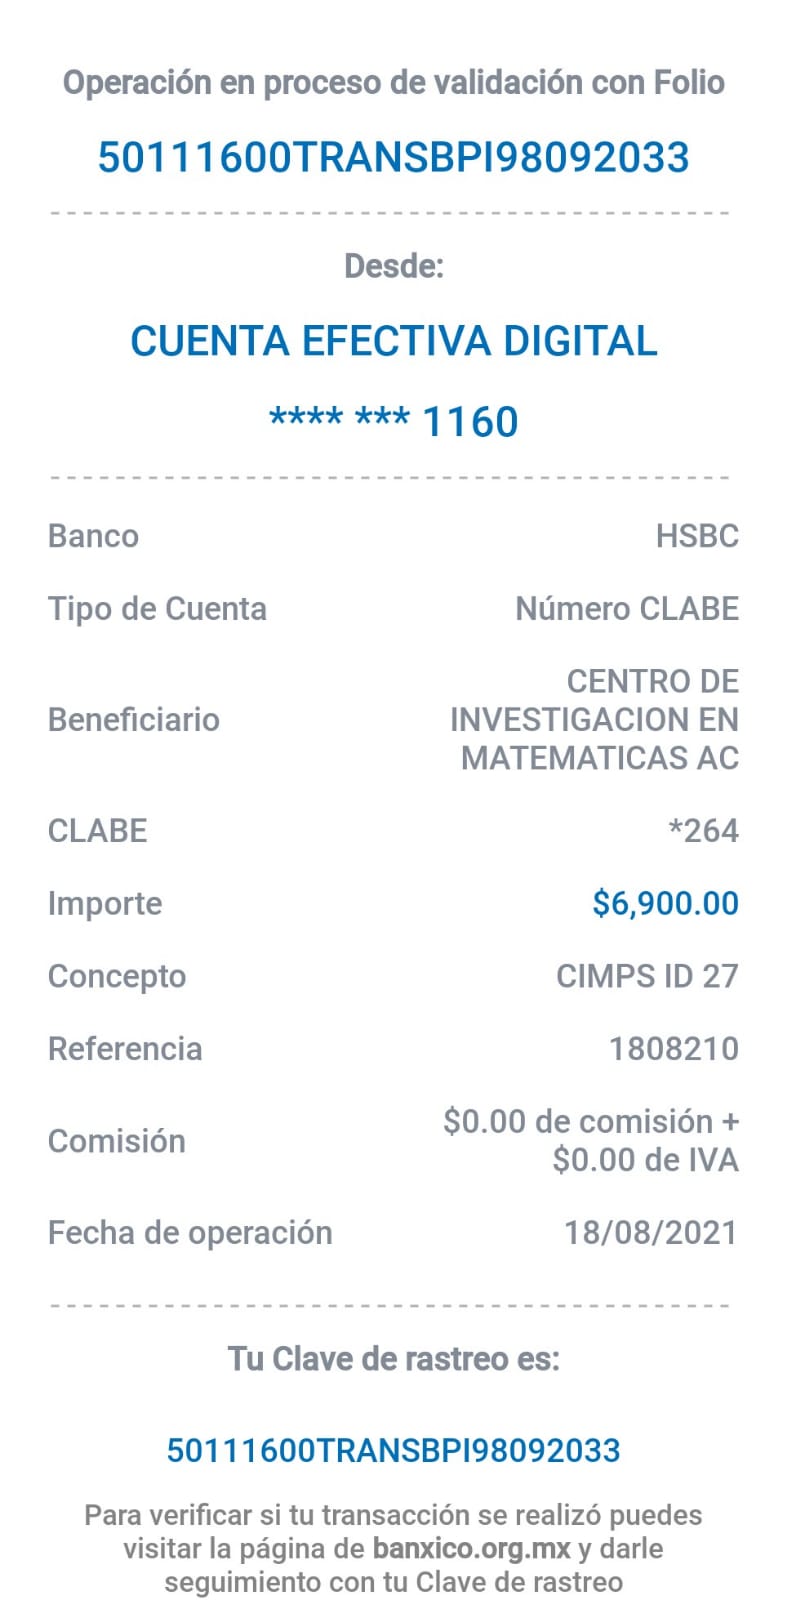 Operación en proceso de validación con Folio
50111600TRANSBPI98092033
Desde:
CUENTA EFECTIVA DIGITAL
**** *** 1160
Banco HSBC
Tipo de Cuenta Número CLABE
Beneficiario CENTRO DE
INVESTIGACION EN
MATEMATICAS AC
CLABE *264
Importe $6,900.00
Concepto CIMPS ID 27
Referencia 1808210
Comisión $0.00 de comisión +
$0.00 de IVA
Fecha de operación 18/08/2021
Tu Clave de rastreo es:
50111600TRANSBPI98092033
Para verificar si tu transacción se realizó puedes
visitar la página de banxico.org.mx y darle
seguimiento con tu Clave de rastreo